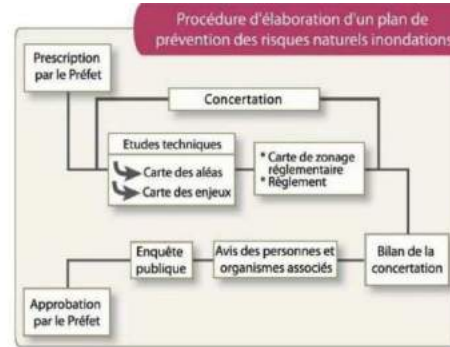 Procédure d'élaboration d'un plan de
prévention des risques naturels inondations
Prescription
par le Préfet
Concertation
Etudes techniques
Carte des aléas
Carte des enjeux
* Carte de zonage
réglementaire
* Règlement
Bilan de la
concertation
Avis des personnes et
organismes associés
Enquête
publique
Approbation
par le Préfet